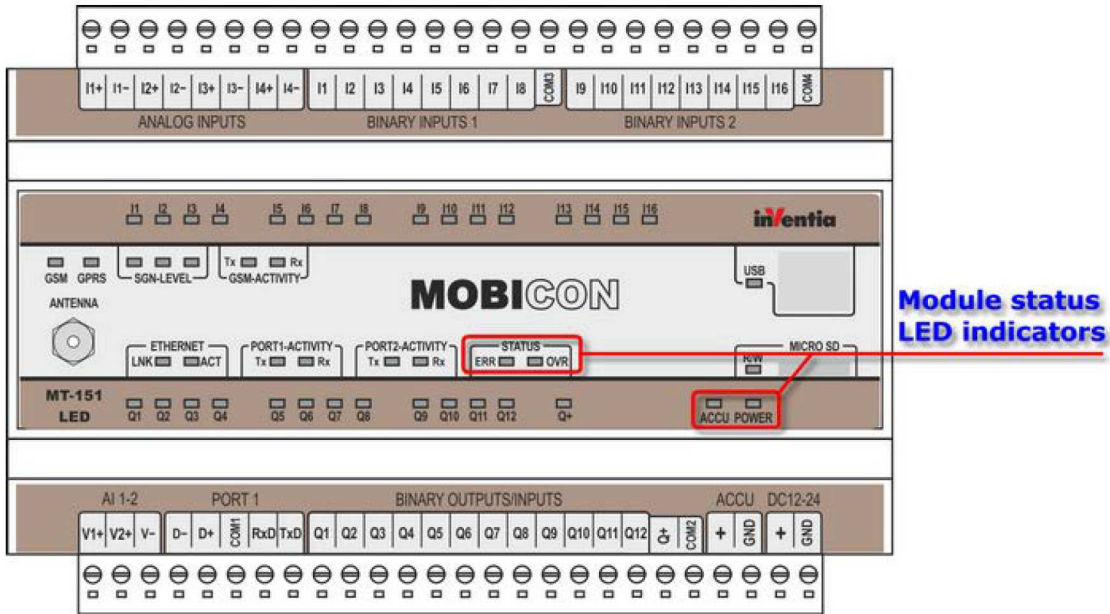 I1+ I1- I2+ I2- I3+ I3- I4+ I4- I1 I2 I3 I4 I5 I6 I7 I8 COM3 I9 I10 I11 I12 I13 I14 I15 I16 COM4
ANALOG INPUTS BINARY INPUTS 1 BINARY INPUTS 2
I1 I2 I3 I4 I5 I6 I7 I8 I9 I10 I11 I12 I13 I14 I15 I16
inVentia
Tx Rx
GSM GPRS SGN-LEVEL GSM-ACTIVITY
USB
MOBICON
ANTENNA
Module status
LED indicators
ETHERNET PORT1-ACTIVITY PORT2-ACTIVITY STATUS MICRO SD
LNK ACT Tx Rx Tx Rx ERR OVR R/W
MT-151
LED
Q1 Q2 Q3 Q4 Q5 Q6 Q7 Q8 Q9 Q10 Q11 Q12 Q+ ACCU POWER
AI 1-2 PORT 1 BINARY OUTPUTS/INPUTS ACCU DC12-24
V1+ V2+ V- D- D+ COM1 RxD TxD Q1 Q2 Q3 Q4 Q5 Q6 Q7 Q8 Q9 Q10 Q11 Q12 Q+ COM2 + GND + GND